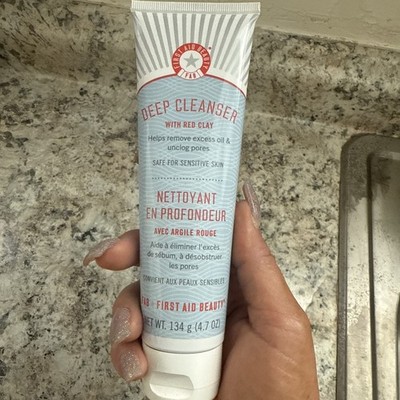 FIRST AID BEAUTY
DEEP CLEANSER
WITH RED CLAY
Helps remove excess oil &
unclog pores
SAFE FOR SENSITIVE SKIN
NETTOYANT
EN PROFONDEUR
AVEC ARGILE ROUGE
Aide à éliminer l'excès
de sébum, à désobstruer
les pores
CONVIENT AUX PEAUX SENSIBLES
FIRST AID BEAUTY
NET WT. 134 g (4.7 OZ)